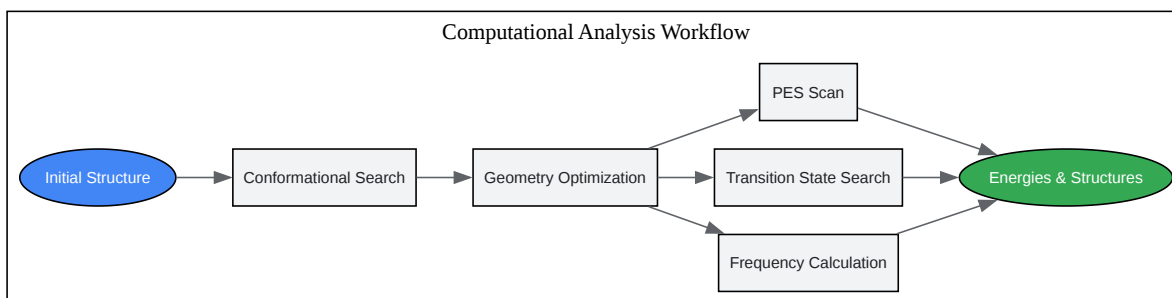 Computational Analysis Workflow
PES Scan
Initial Structure
Conformational Search
Geometry Optimization
Transition State Search
Energies & Structures
Frequency Calculation